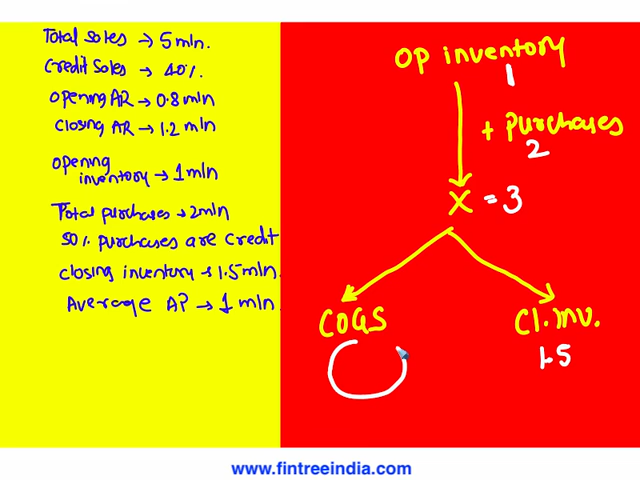 Total sales → 5 mln.
Credit sales → 40%.
Opening AR → 0.8 mln
Closing AR → 1.2 mln
Opening
inventory → 1 mln
Total purchases → 2 mln
50% purchases are credit
closing inventory → 1.5 mln.
Average AP → 1 mln.
OP inventory
1
+ Purchases
2
X = 3
COGS
Cl. Inv.
1.5
www.fintreeindia.com